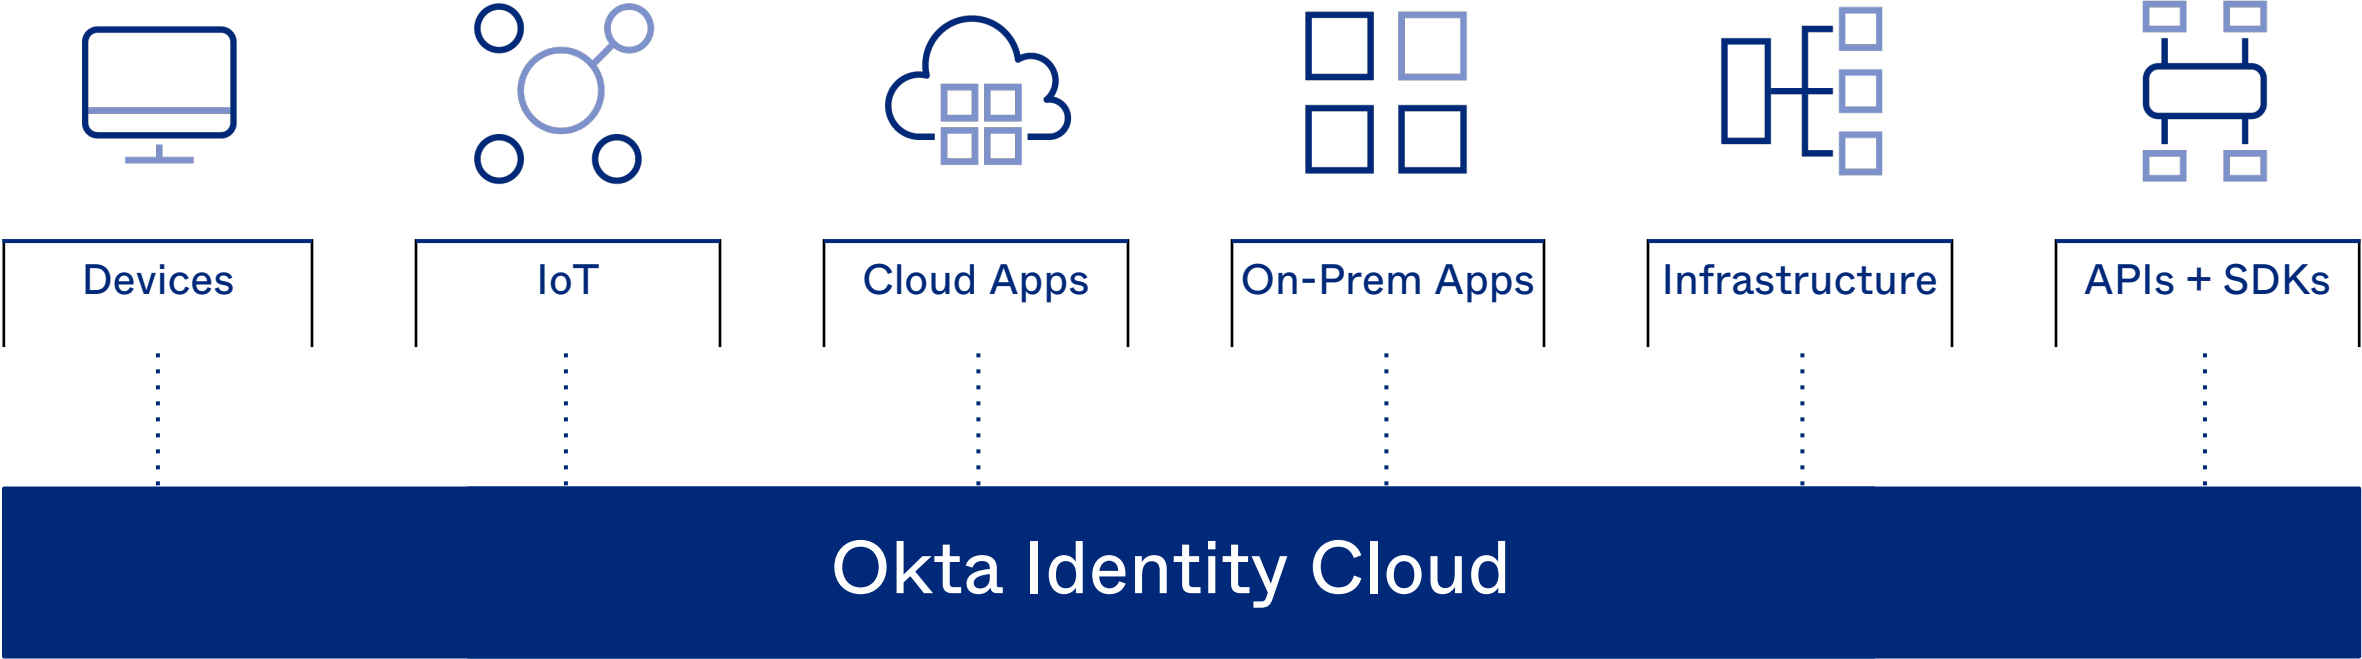 Devices
IoT
Cloud Apps
On-Prem Apps
Infrastructure
APIs + SDKs
Okta Identity Cloud